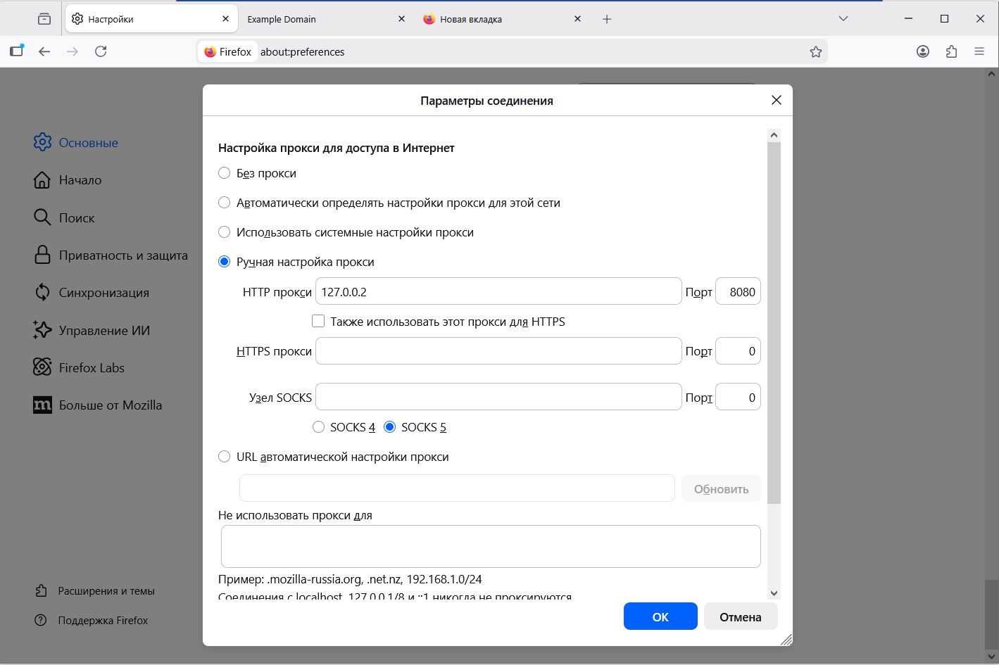 Настройки
Example Domain
Новая вкладка
Firefox
about:preferences
Параметры соединения
Основные
Начало
Поиск
Приватность и защита
Синхронизация
Управление ИИ
Firefox Labs
Больше от Mozilla
Расширения и темы
Поддержка Firefox
Настройка прокси для доступа в Интернет
Без прокси
Автоматически определять настройки прокси для этой сети
Использовать системные настройки прокси
Ручная настройка прокси
HTTP прокси 127.0.0.2 Порт 8080
Также использовать этот прокси для HTTPS
HTTPS прокси Порт 0
Узел SOCKS Порт 0
SOCKS 4 SOCKS 5
URL автоматической настройки прокси
Обновить
Не использовать прокси для
Пример: .mozilla-russia.org, .net.nz, 192.168.1.0/24
Соединения с localhost, 127.0.0.1/8 и ::1 никогда не проксируются
ОК
Отмена